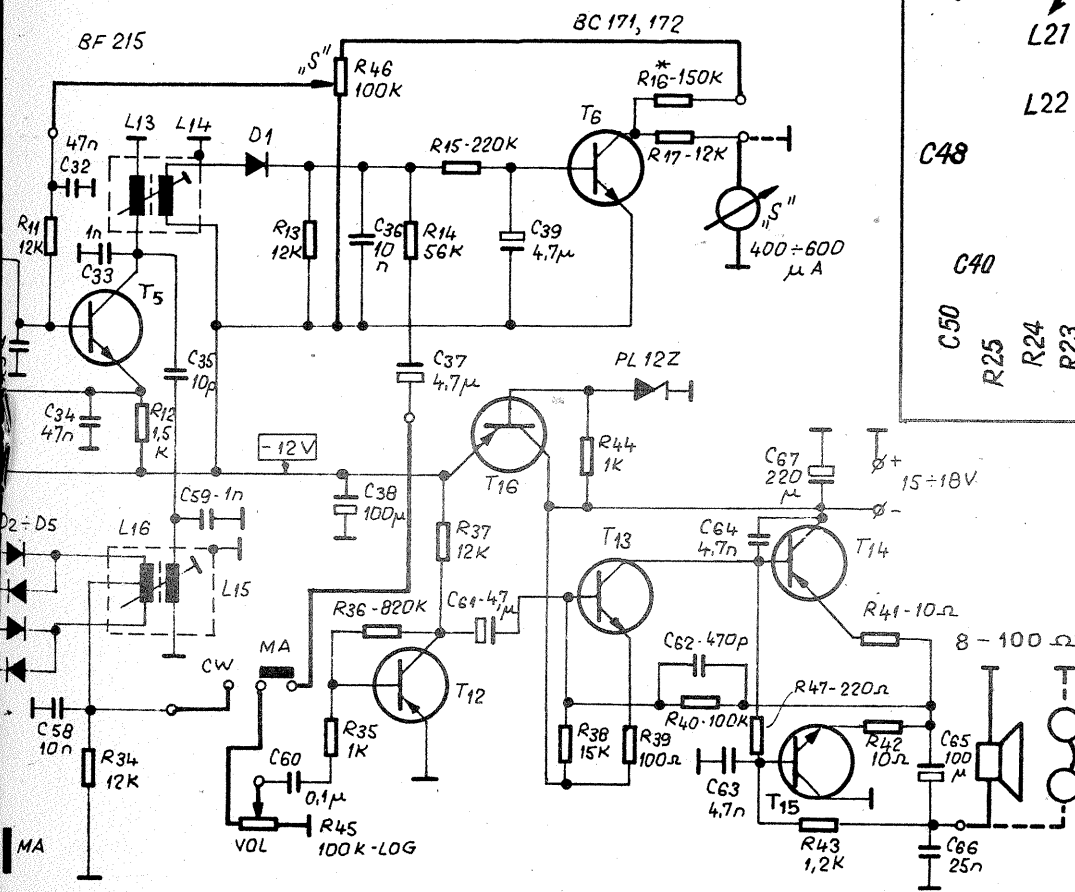 BF 215
BC 171, 172
L21
L22
C48
C40
C50
R25
R24
R23
„S"
R46
100K
R16*-150K
T6
R17-12K
„S"
400÷600
µA
47n
C32
L13
L14
D1
R15-220K
R11
12K
1n
C33
T5
R13
12K
C36
10
n
R14
56K
C39
4,7µ
C35
10p
C37
4.7µ
PL 12Z
C34
47n
R12
1,5
K
-12V
T16
R44
1K
C67
220
µ
+
15÷18V
-
C38
100µ
C59-1n
D2÷D5
L16
L15
R37
12K
T13
C64
4.7n
T14
R36-820K
C61-47µ
R41-10Ω
8-100 Ω
C62-470p
CW
MA
T12
R47-220Ω
R40-100K
C58
10n
R35
1K
R38
15K
R39
100Ω
R42
10Ω
C65
100
µ
R34
12K
C60
0,1µ
C63
4,7n
T15
MA
VOL
R45
100K-LOG
R43
1,2K
C66
25n